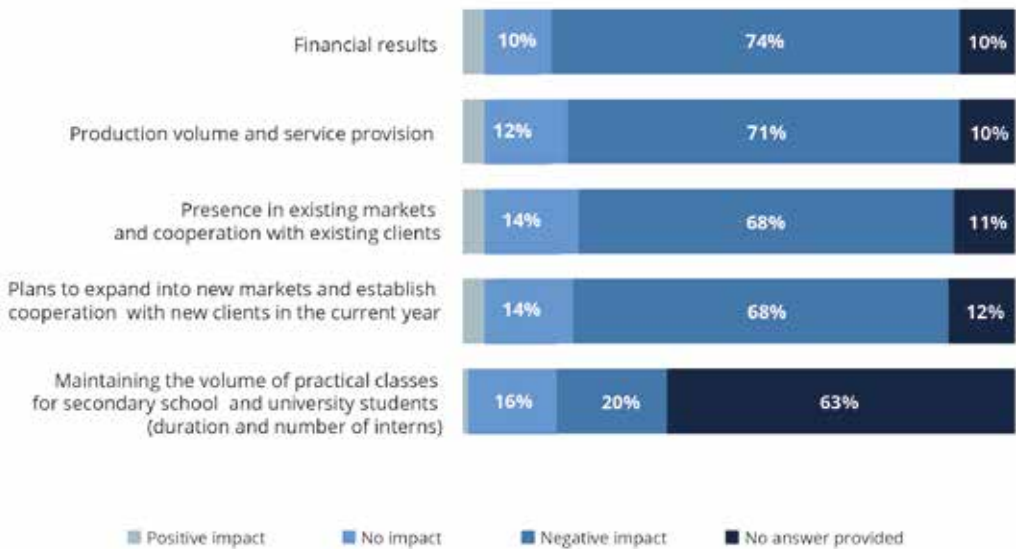 Financial results
10% 74% 10%
Production volume and service provision
12% 71% 10%
Presence in existing markets
and cooperation with existing clients
14% 68% 11%
Plans to expand into new markets and establish
cooperation with new clients in the current year
14% 68% 12%
Maintaining the volume of practical classes
for secondary school and university students
(duration and number of interns)
16% 20% 63%
Positive impact No impact Negative impact No answer provided